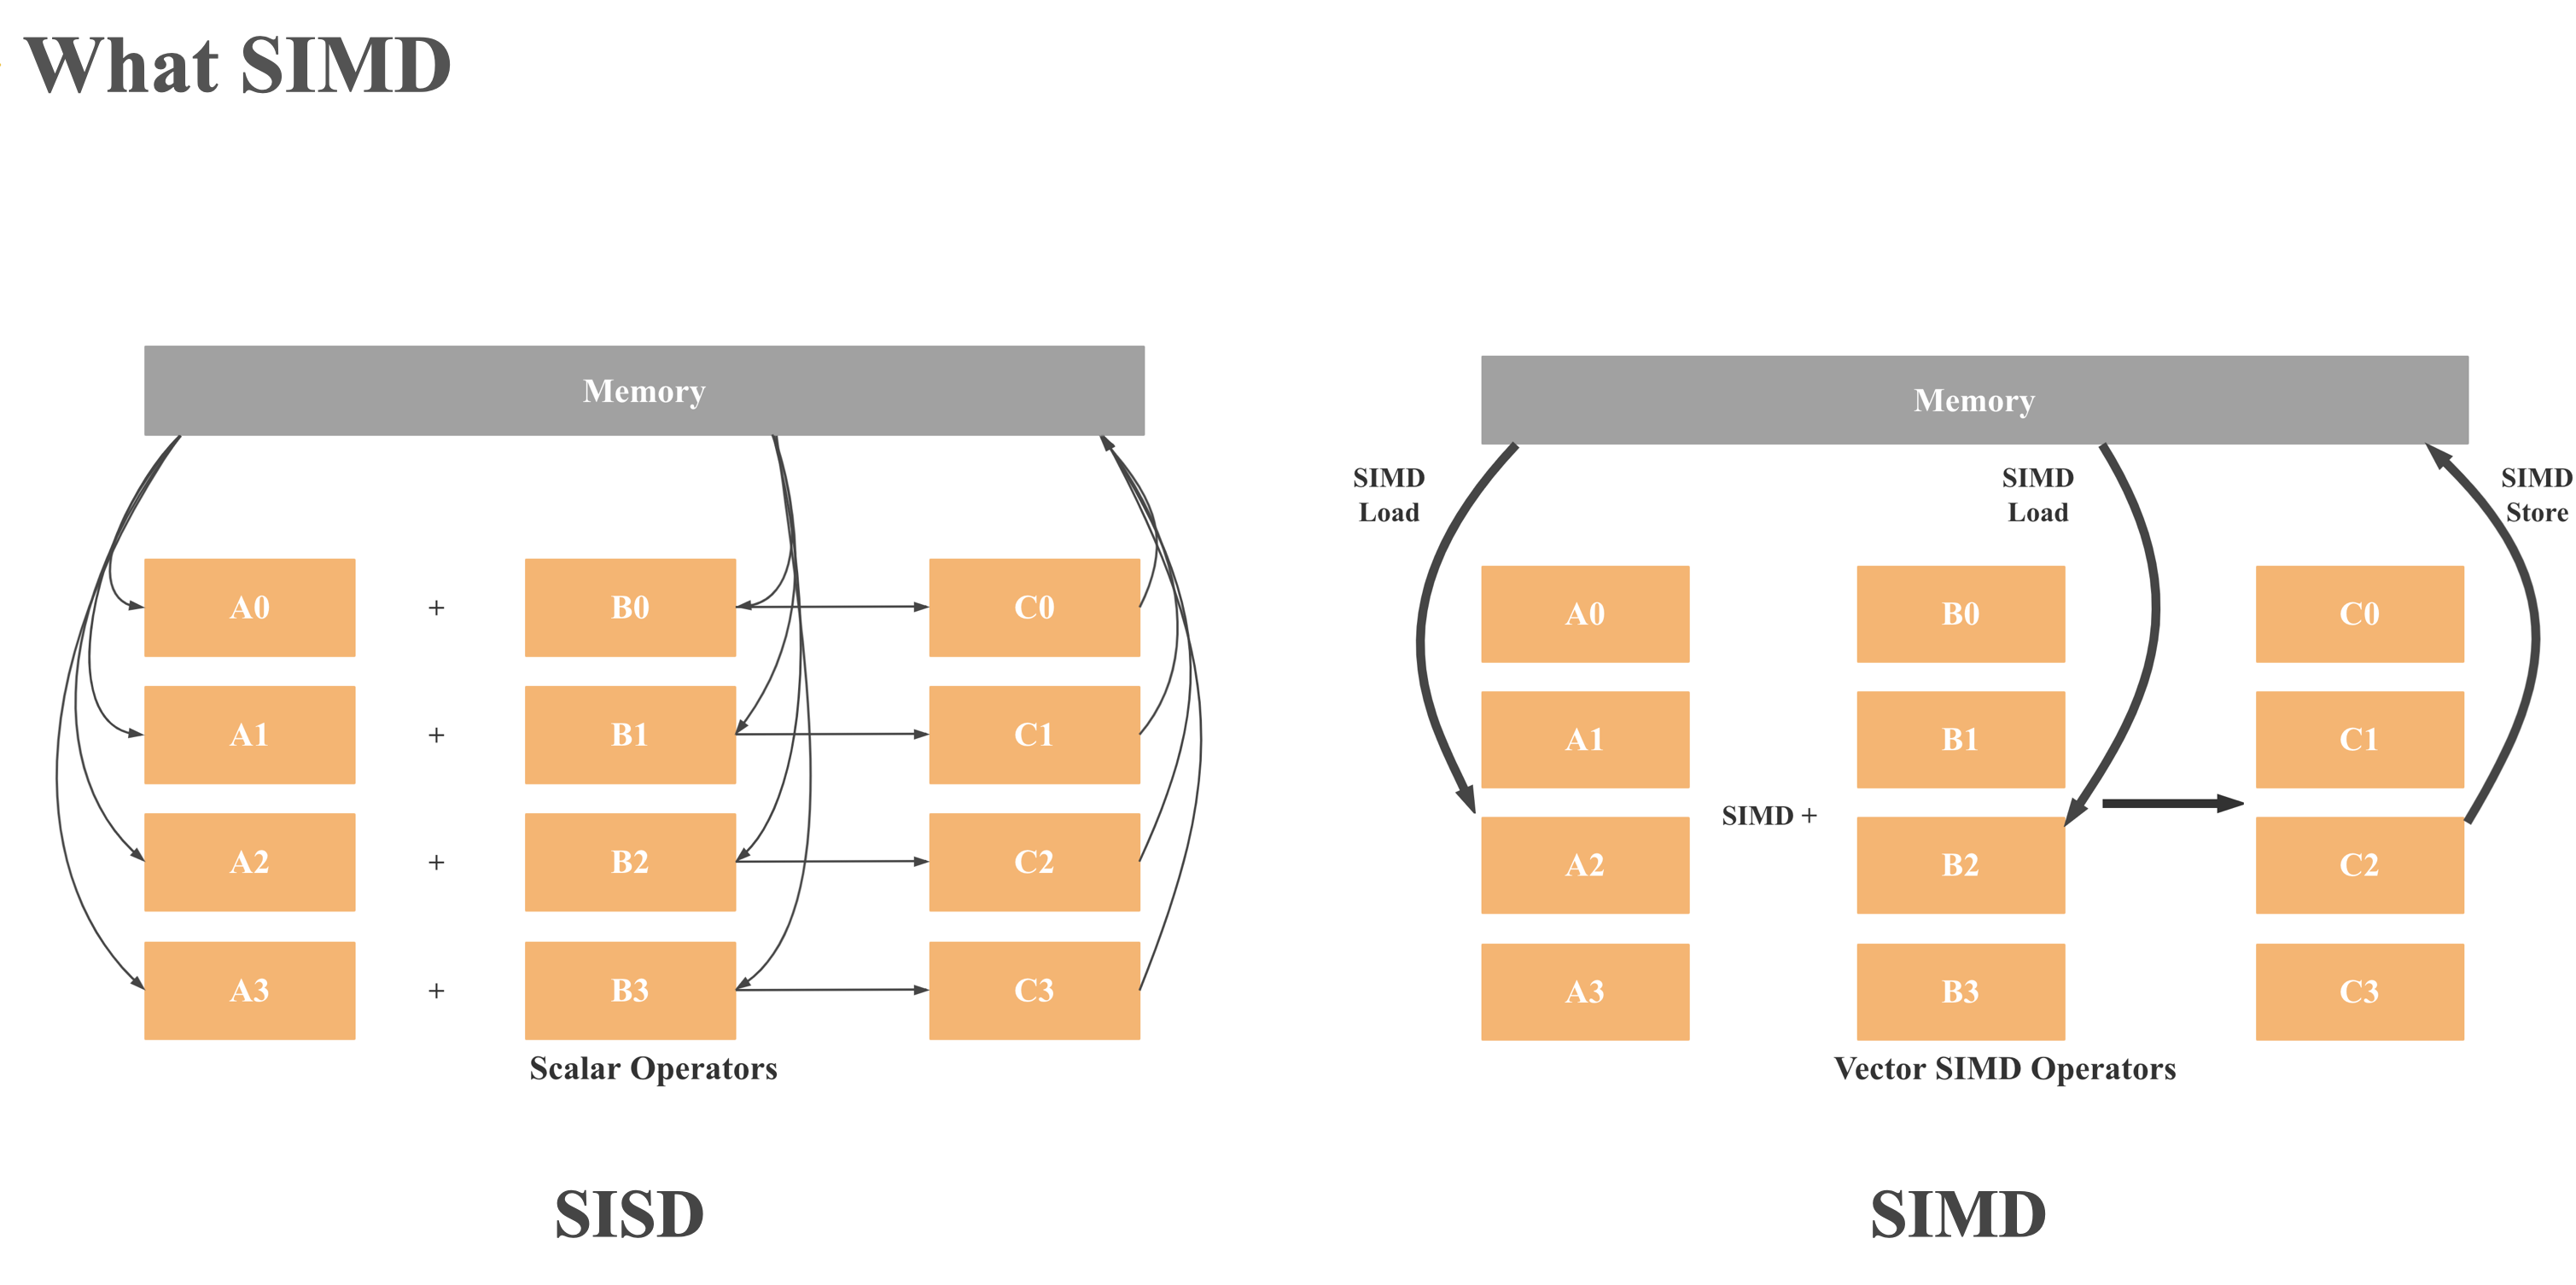 What SIMD
Memory
A0 + B0 C0
A1 + B1 C1
A2 + B2 C2
A3 + B3 C3
Scalar Operators
SISD
Memory
SIMD
Load
SIMD
Load
SIMD
Store
A0 B0 C0
A1 B1 C1
SIMD +
A2 B2 C2
A3 B3 C3
Vector SIMD Operators
SIMD